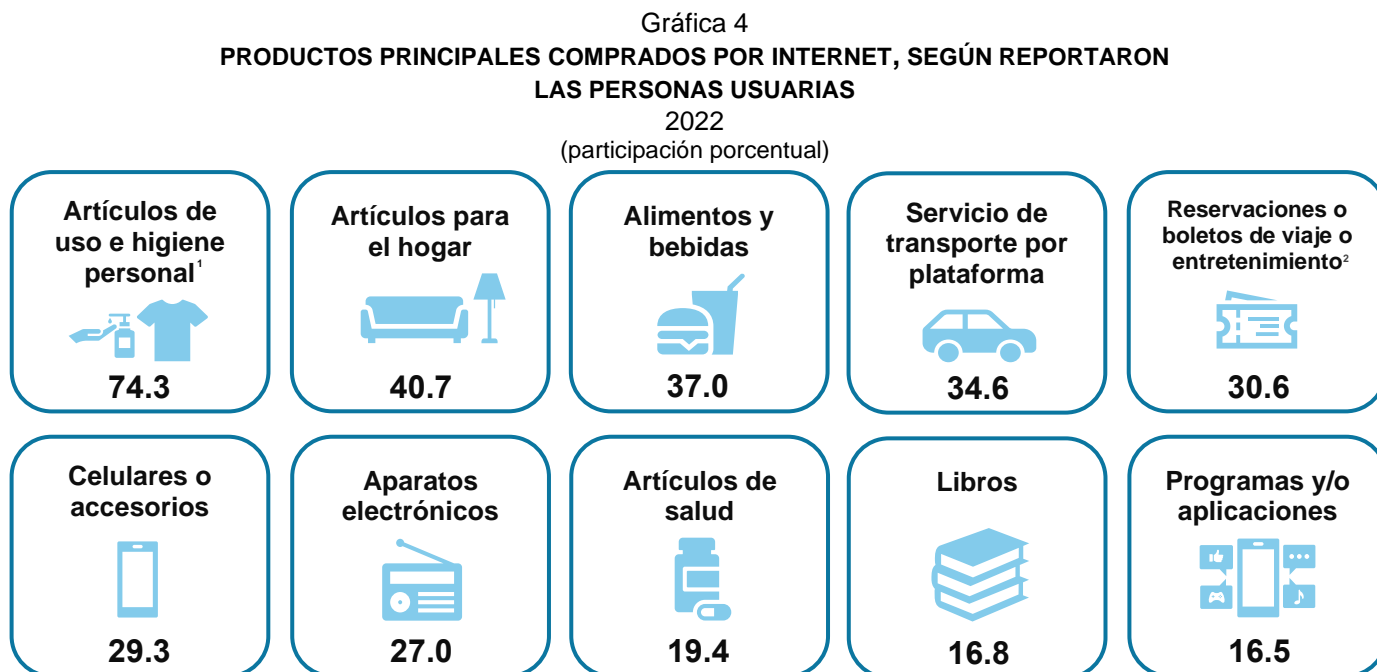 Gráfica 4
PRODUCTOS PRINCIPALES COMPRADOS POR INTERNET, SEGÚN REPORTARON
LAS PERSONAS USUARIAS
2022
(participación porcentual)
Artículos de
uso e higiene
personal¹
74.3
Artículos para
el hogar
40.7
Alimentos y
bebidas
37.0
Servicio de
transporte por
plataforma
34.6
Reservaciones o
boletos de viaje o
entretenimiento²
30.6
Celulares o
accesorios
29.3
Aparatos
electrónicos
27.0
Artículos de
salud
19.4
Libros
16.8
Programas y/o
aplicaciones
16.5